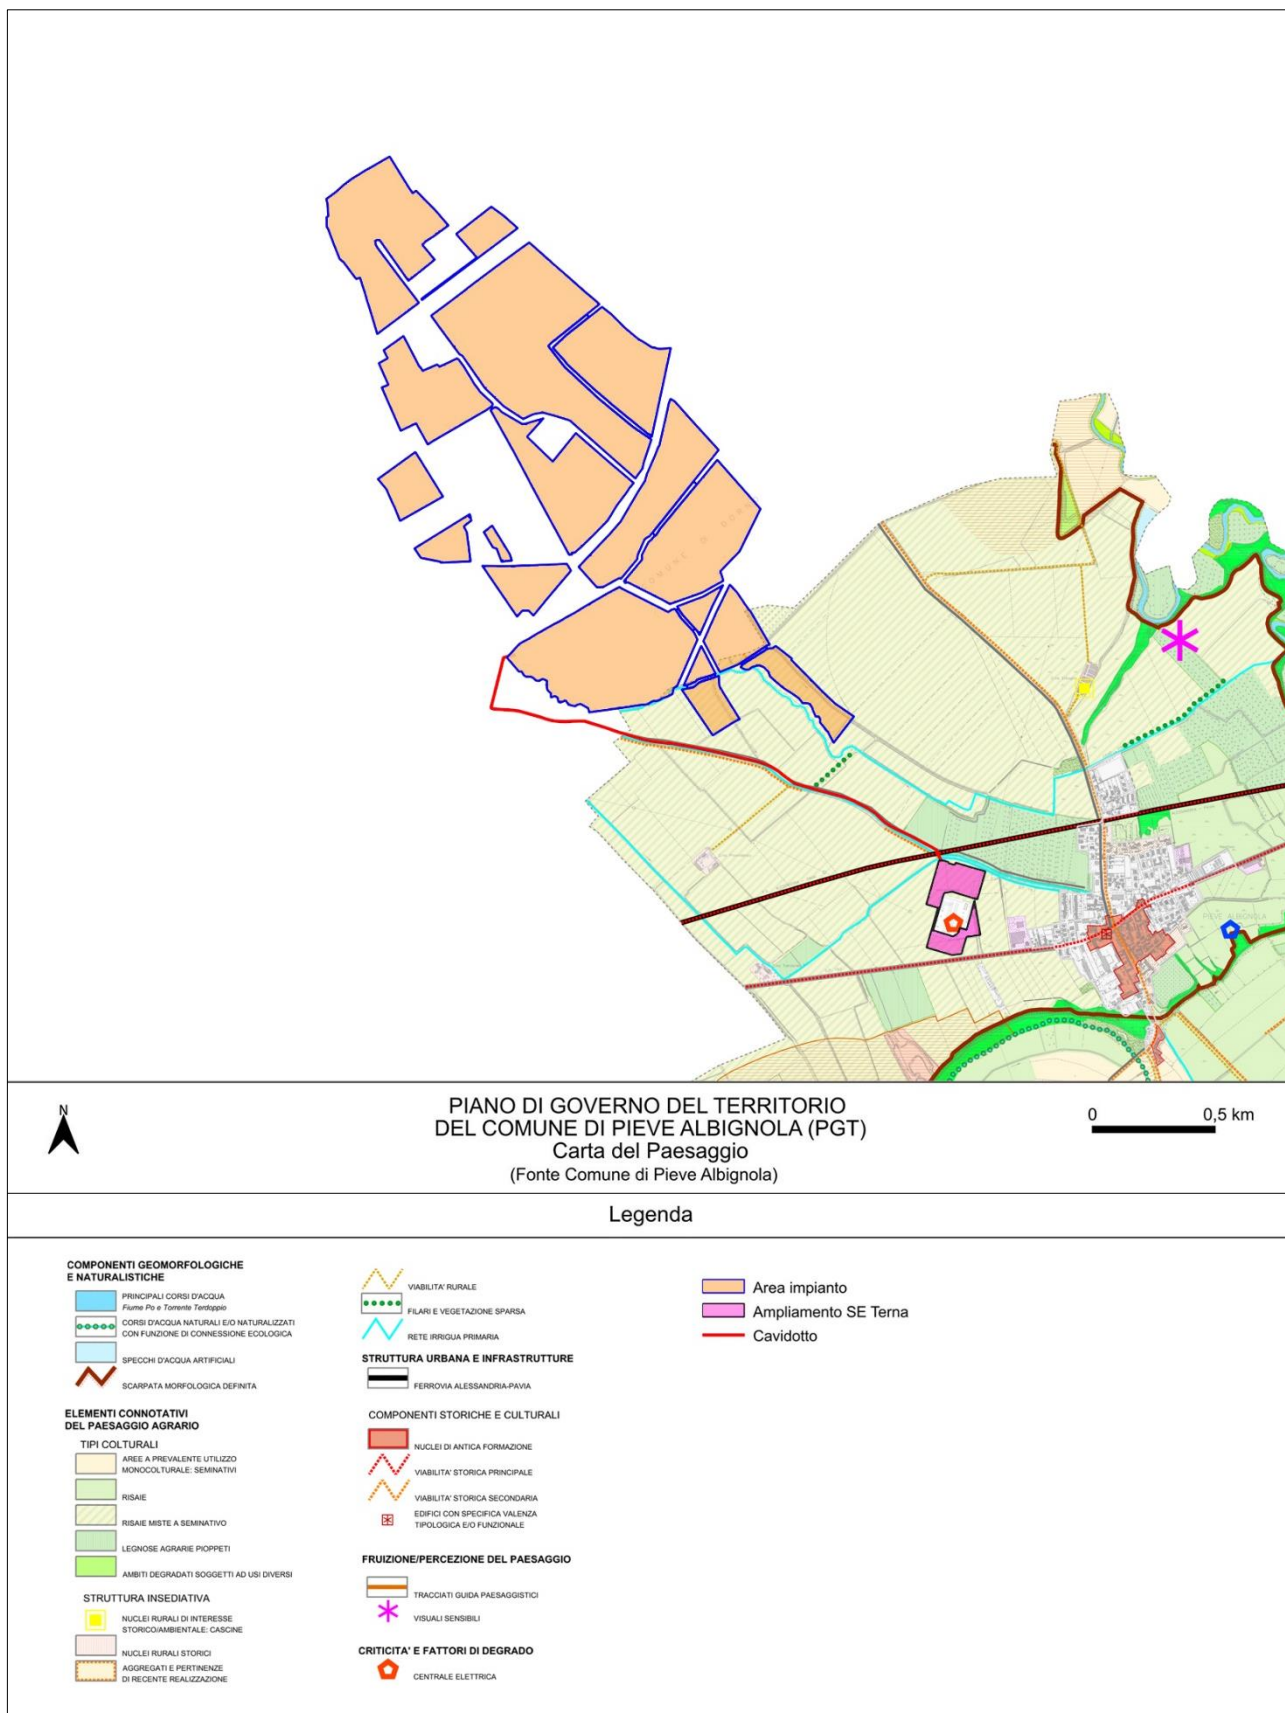 PIEVE ALBIGNOLA
N
PIANO DI GOVERNO DEL TERRITORIO
DEL COMUNE DI PIEVE ALBIGNOLA (PGT)
Carta del Paesaggio
(Fonte Comune di Pieve Albignola)
0 0,5 km
Legenda
COMPONENTI GEOMORFOLOGICHE
E NATURALISTICHE
PRINCIPALI CORSI D'ACQUA
Fiume Po e Torrente Terdoppio
CORSI D'ACQUA NATURALI E/O NATURALIZZATI
CON FUNZIONE DI CONNESSIONE ECOLOGICA
SPECCHI D'ACQUA ARTIFICIALI
SCARPATA MORFOLOGICA DEFINITA
ELEMENTI CONNOTATIVI
DEL PAESAGGIO AGRARIO
TIPI COLTURALI
AREE A PREVALENTE UTILIZZO
MONOCOLTURALE: SEMINATIVI
RISAIE
RISAIE MISTE A SEMINATIVO
LEGNOSE AGRARIE PIOPPETI
AMBITI DEGRADATI SOGGETTI AD USI DIVERSI
STRUTTURA INSEDIATIVA
NUCLEI RURALI DI INTERESSE
STORICO/AMBIENTALE: CASCINE
NUCLEI RURALI STORICI
AGGREGATI E PERTINENZE
DI RECENTE REALIZZAZIONE
VIABILITA' RURALE
FILARI E VEGETAZIONE SPARSA
RETE IRRIGUA PRIMARIA
STRUTTURA URBANA E INFRASTRUTTURE
FERROVIA ALESSANDRIA-PAVIA
COMPONENTI STORICHE E CULTURALI
NUCLEI DI ANTICA FORMAZIONE
VIABILITA' STORICA PRINCIPALE
VIABILITA' STORICA SECONDARIA
EDIFICI CON SPECIFICA VALENZA
TIPOLOGICA E/O FUNZIONALE
FRUIZIONE/PERCEZIONE DEL PAESAGGIO
TRACCIATI GUIDA PAESAGGISTICI
VISUALI SENSIBILI
CRITICITA' E FATTORI DI DEGRADO
CENTRALE ELETTRICA
Area impianto
Ampliamento SE Terna
Cavidotto